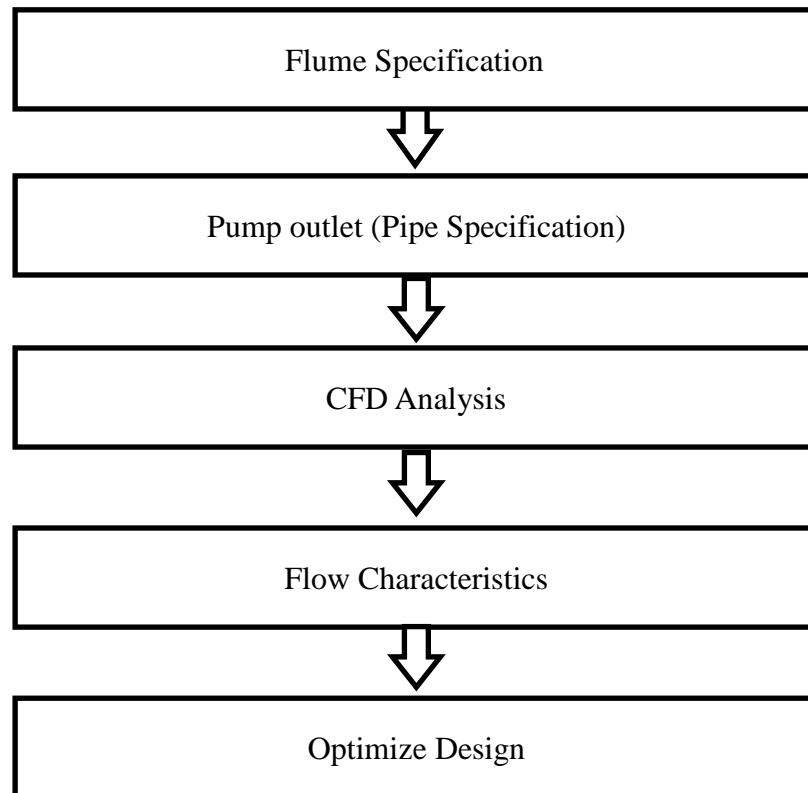 Flume Specification
Pump outlet (Pipe Specification)
CFD Analysis
Flow Characteristics
Optimize Design